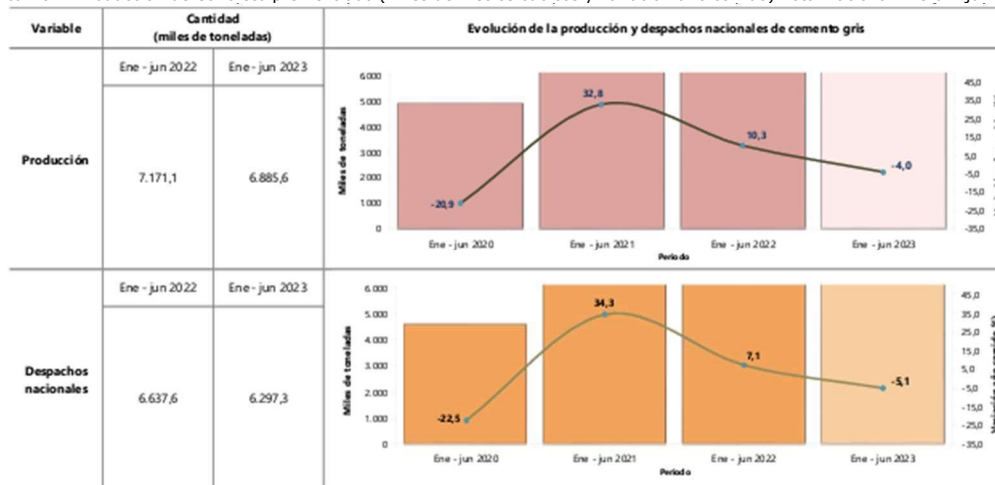 Variable
Cantidad
(miles de toneladas)
Evolución de la producción y despachos nacionales de cemento gris
Ene - jun 2022
Ene - jun 2023
Producción
7.171,1
6.885,6
Miles de toneladas
6.000
5.000
4.000
3.000
2.000
1.000
0
-20,9
32,8
10,3
-4,0
45,0
35,0
25,0
15,0
5,0
-5,0
-15,0
-25,0
-35,0
Ene - jun 2020
Ene - jun 2021
Ene - jun 2022
Ene - jun 2023
Periodo
Ene - jun 2022
Ene - jun 2023
Despachos
nacionales
6.637,6
6.297,3
Miles de toneladas
6.000
5.000
4.000
3.000
2.000
1.000
0
-22,5
34,3
7,1
-5,1
45,0
35,0
25,0
15,0
5,0
-5,0
-15,0
-25,0
-35,0
Ene - jun 2020
Ene - jun 2021
Ene - jun 2022
Ene - jun 2023
Periodo